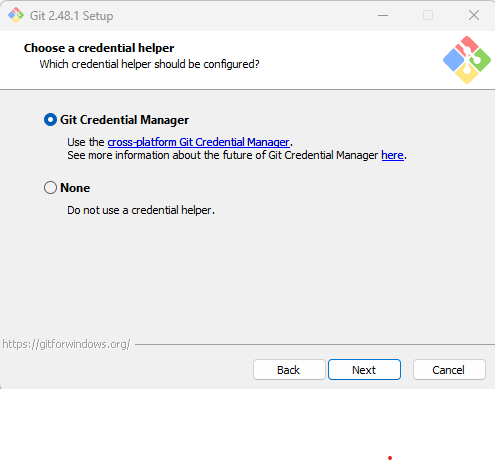 Git 2.48.1 Setup
Choose a credential helper
Which credential helper should be configured?
Git Credential Manager
Use the cross-platform Git Credential Manager.
See more information about the future of Git Credential Manager here.
None
Do not use a credential helper.
https://gitforwindows.org/
Back Next Cancel